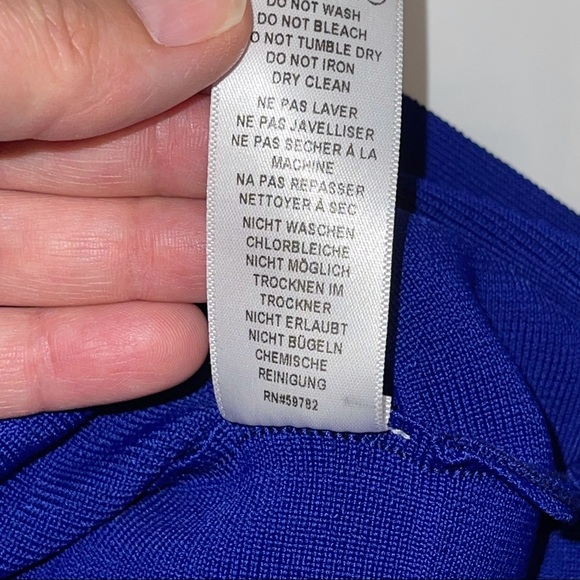 DO NOT WASH
DO NOT BLEACH
O NOT TUMBLE DRY
DO NOT IRON
DRY CLEAN
NE PAS LAVER
NE PAS JAVELLISER
NE PAS SECHER À LA
MACHINE
NA PAS REPASSER
NETTOYER À SEC
NICHT WASCHEN
CHLORBLEICHE
NICHT MÖGLICH
TROCKNEN IM
TROCKNER
NICHT ERLAUBT
NICHT BÜGELN
CHEMISCHE
REINIGUNG
RN#59782